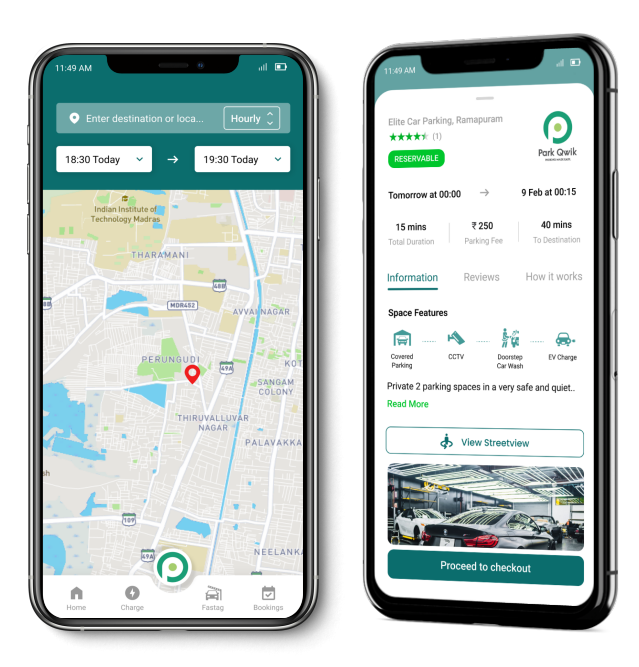 11:49 AM
Enter destination or loca...
Hourly
18:30 Today
19:30 Today
Indian Institute of
Technology Madras
THARAMANI
48B
MDR452
AVVAI NAGAR
PERUNGUDI
49A
KOT
SANGAM
COLONY
THIRUVALLUVAR
NAGAR
PALAVAKKA
sh
109
49A
NEELANKA
Home
Charge
Fastag
Bookings
11:49 AM
Elite Car Parking, Ramapuram
(1)
RESERVABLE
Park Qwik
Tomorrow at 00:00
9 Feb at 00:15
15 mins
₹ 250
40 mins
Total Duration
Parking Fee
To Destination
Information
Reviews
How it works
Space Features
Covered
Parking
CCTV
Doorstep
Car Wash
EV Charge
Private 2 parking spaces in a very safe and quiet..
Read More
View Streetview
Proceed to checkout